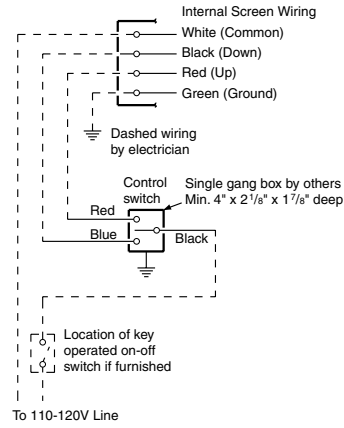 Internal Screen Wiring
White (Common)
Black (Down)
Red (Up)
Green (Ground)
Dashed wiring
by electrician
Control
switch
Single gang box by others
Min. 4" x 2 1/8" x 1 7/8" deep
Red
Blue
Black
Location of key
operated on-off
switch if furnished
To 110-120V Line